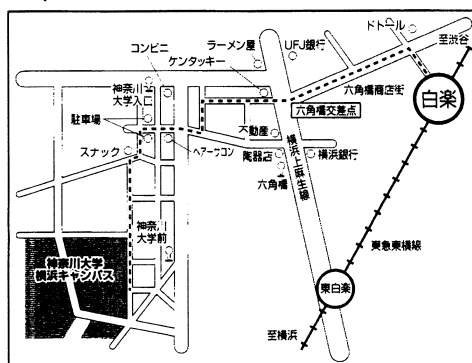 ドトール
至渋谷
コンビニ
ラーメン屋
UFJ銀行
ケンタッキー
白楽
神奈川
大学入口
六角橋商店街
六角橋交差点
駐車場
不動産
スナック
ヘアーサロン
陶器店
横浜銀行
横浜上麻生線
六角橋
神奈川
大学前
東急東横線
神奈川大学
横浜キャンパス
東白楽
至横浜